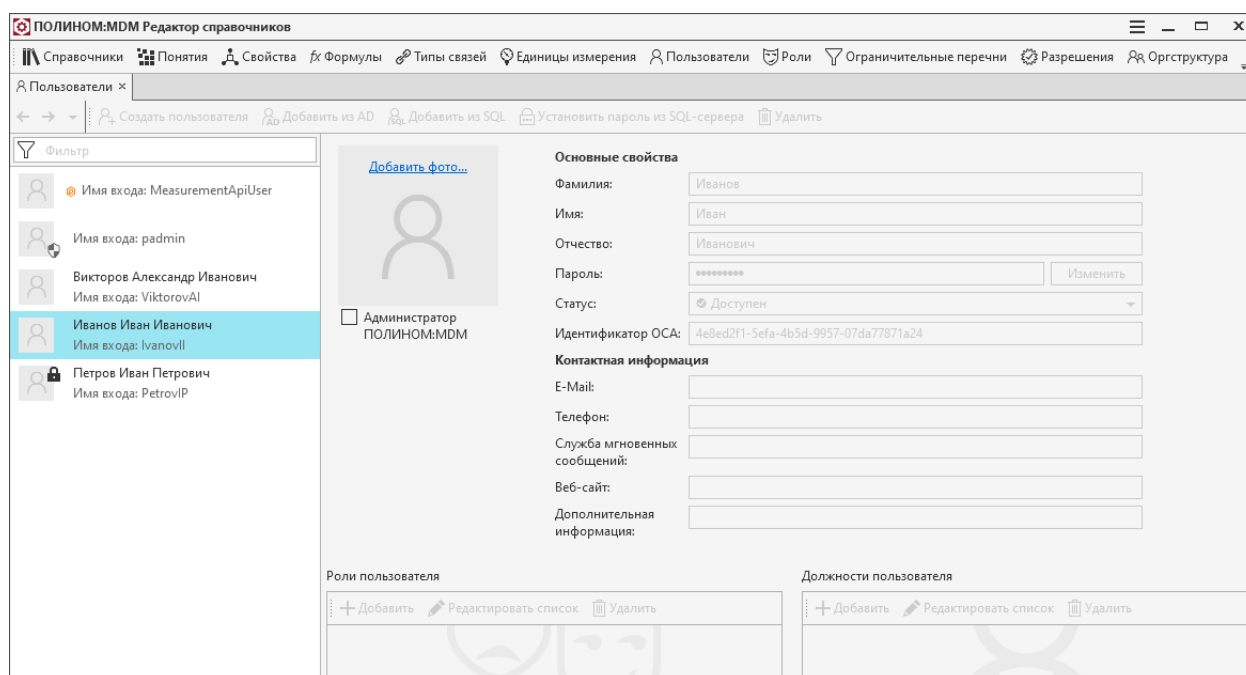 ПОЛИНОМ:MDM Редактор справочников
Справочники Понятия Свойства fx Формулы Типы связей Единицы измерения Пользователи Роли Ограничительные перечни Разрешения Оргструктура
Пользователи ×
Создать пользователя Добавить из AD Добавить из SQL Установить пароль из SQL-сервера Удалить
Фильтр
Имя входа: MeasurementApiUser
Имя входа: padmin
Викторов Александр Иванович
Имя входа: ViktorovAI
Иванов Иван Иванович
Имя входа: IvanovII
Петров Иван Петрович
Имя входа: PetrovIP
Добавить фото...
Администратор
ПОЛИНОМ:MDM
Основные свойства
Фамилия: Иванов
Имя: Иван
Отчество: Иванович
Пароль: ●●●●●●●●● Изменить
Статус: Доступен
Идентификатор ОСА: 4e8ed2f1-5efa-4b5d-9957-07da77871a24
Контактная информация
E-Mail:
Телефон:
Служба мгновенных
сообщений:
Веб-сайт:
Дополнительная
информация:
Роли пользователя
Добавить Редактировать список Удалить
Должности пользователя
Добавить Редактировать список Удалить